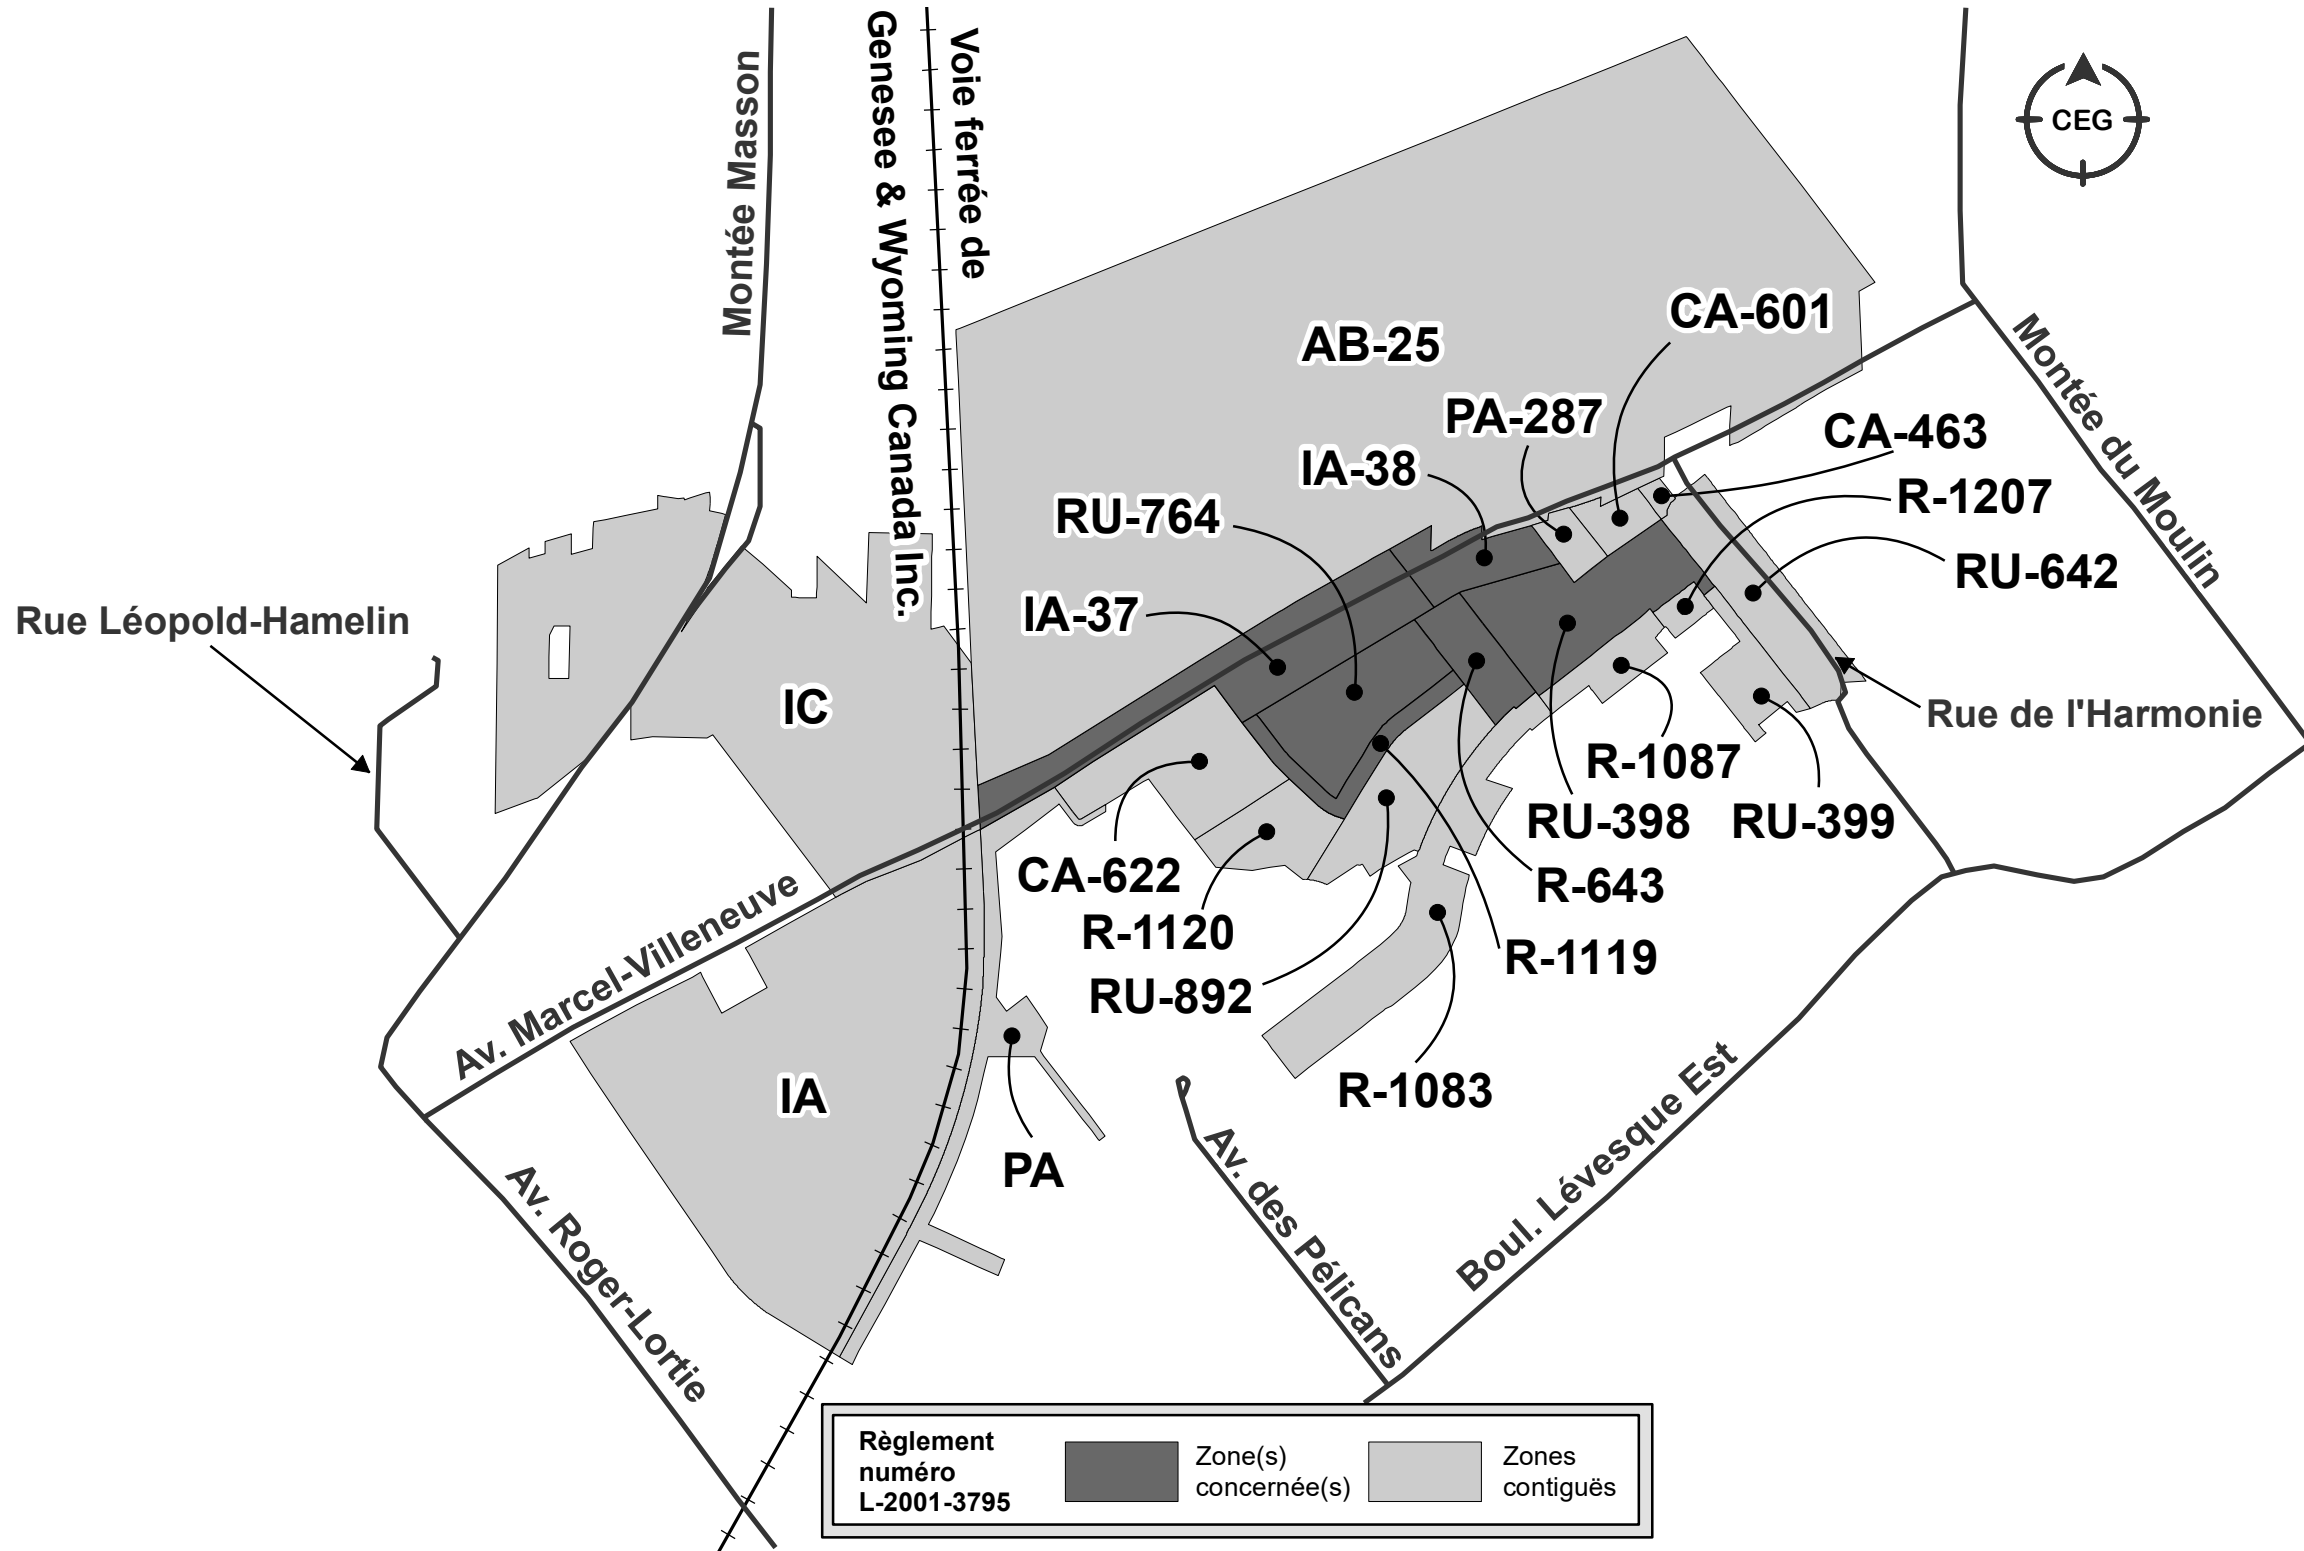 Montée Masson
Genesee & Wyoming Canada Inc.
Voie ferrée de
CEG
CA-601
AB-25
Montée du Moulin
PA-287
CA-463
IA-38
R-1207
RU-764
RU-642
IA-37
Rue Léopold-Hamelin
IC
Rue de l'Harmonie
R-1087
RU-398
RU-399
CA-622
R-643
R-1120
R-1119
RU-892
Av. Marcel-Villeneuve
IA
R-1083
PA
Av. Roger-Lortie
Av. des Pélicans
Boul. Lévesque Est
Règlement
numéro
L-2001-3795
Zone(s)
concernée(s)
Zones
contiguës